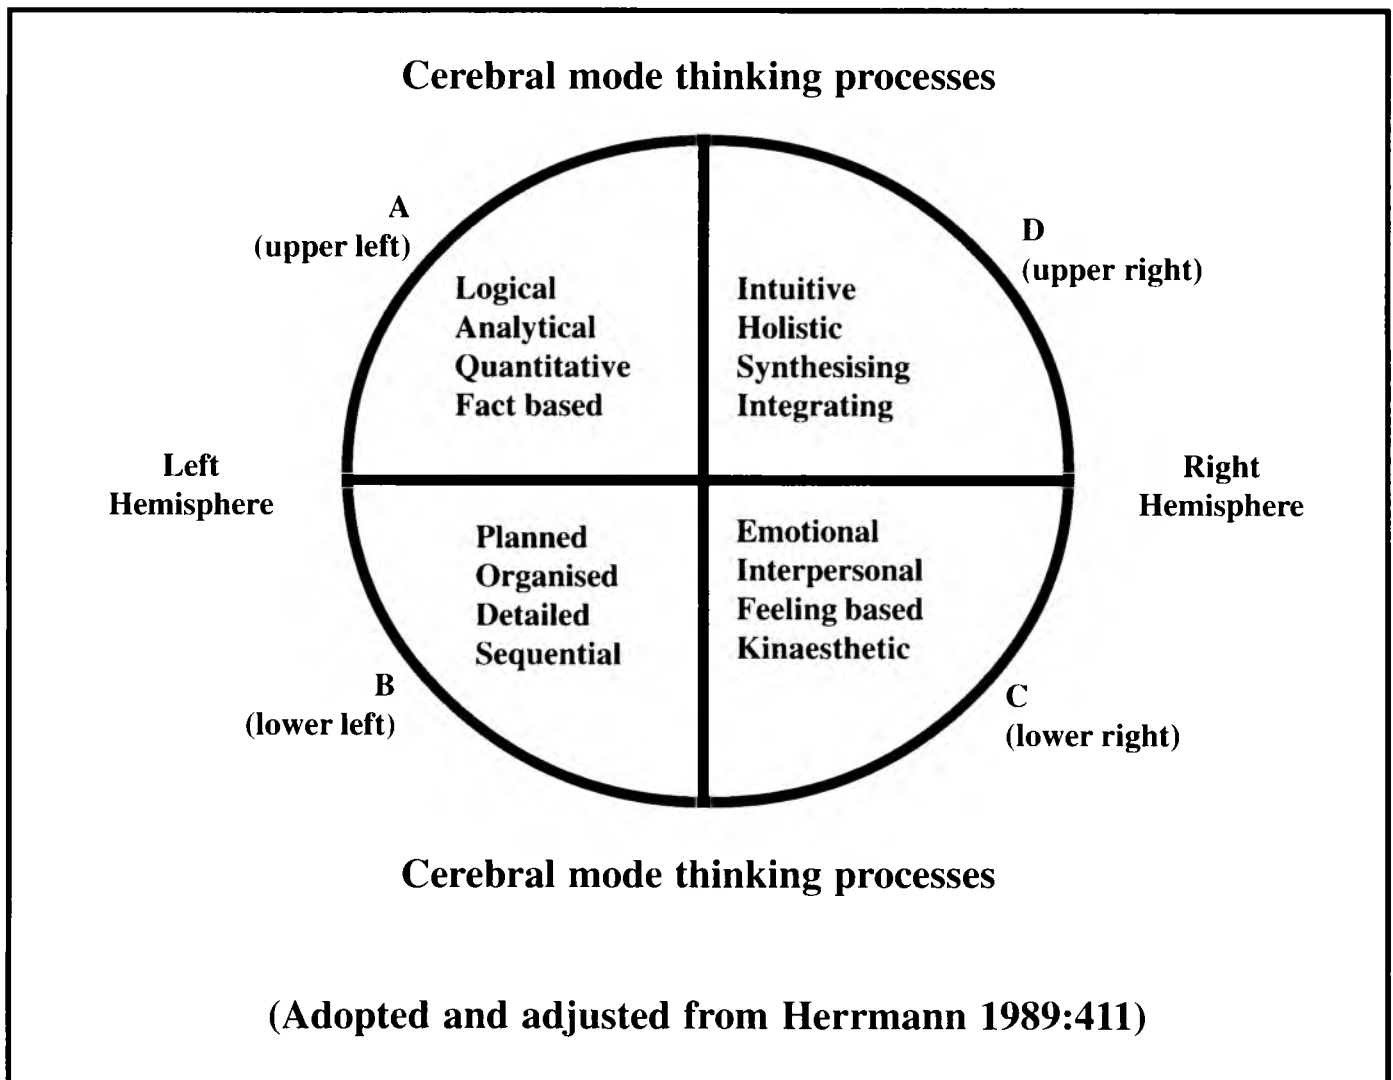 Cerebral mode thinking processes
A
(upper left)
D
(upper right)
Logical
Analytical
Quantitative
Fact based
Intuitive
Holistic
Synthesising
Integrating
Left
Hemisphere
Right
Hemisphere
Planned
Organised
Detailed
Sequential
Emotional
Interpersonal
Feeling based
Kinaesthetic
B
(lower left)
C
(lower right)
Cerebral mode thinking processes
(Adopted and adjusted from Herrmann 1989:411)